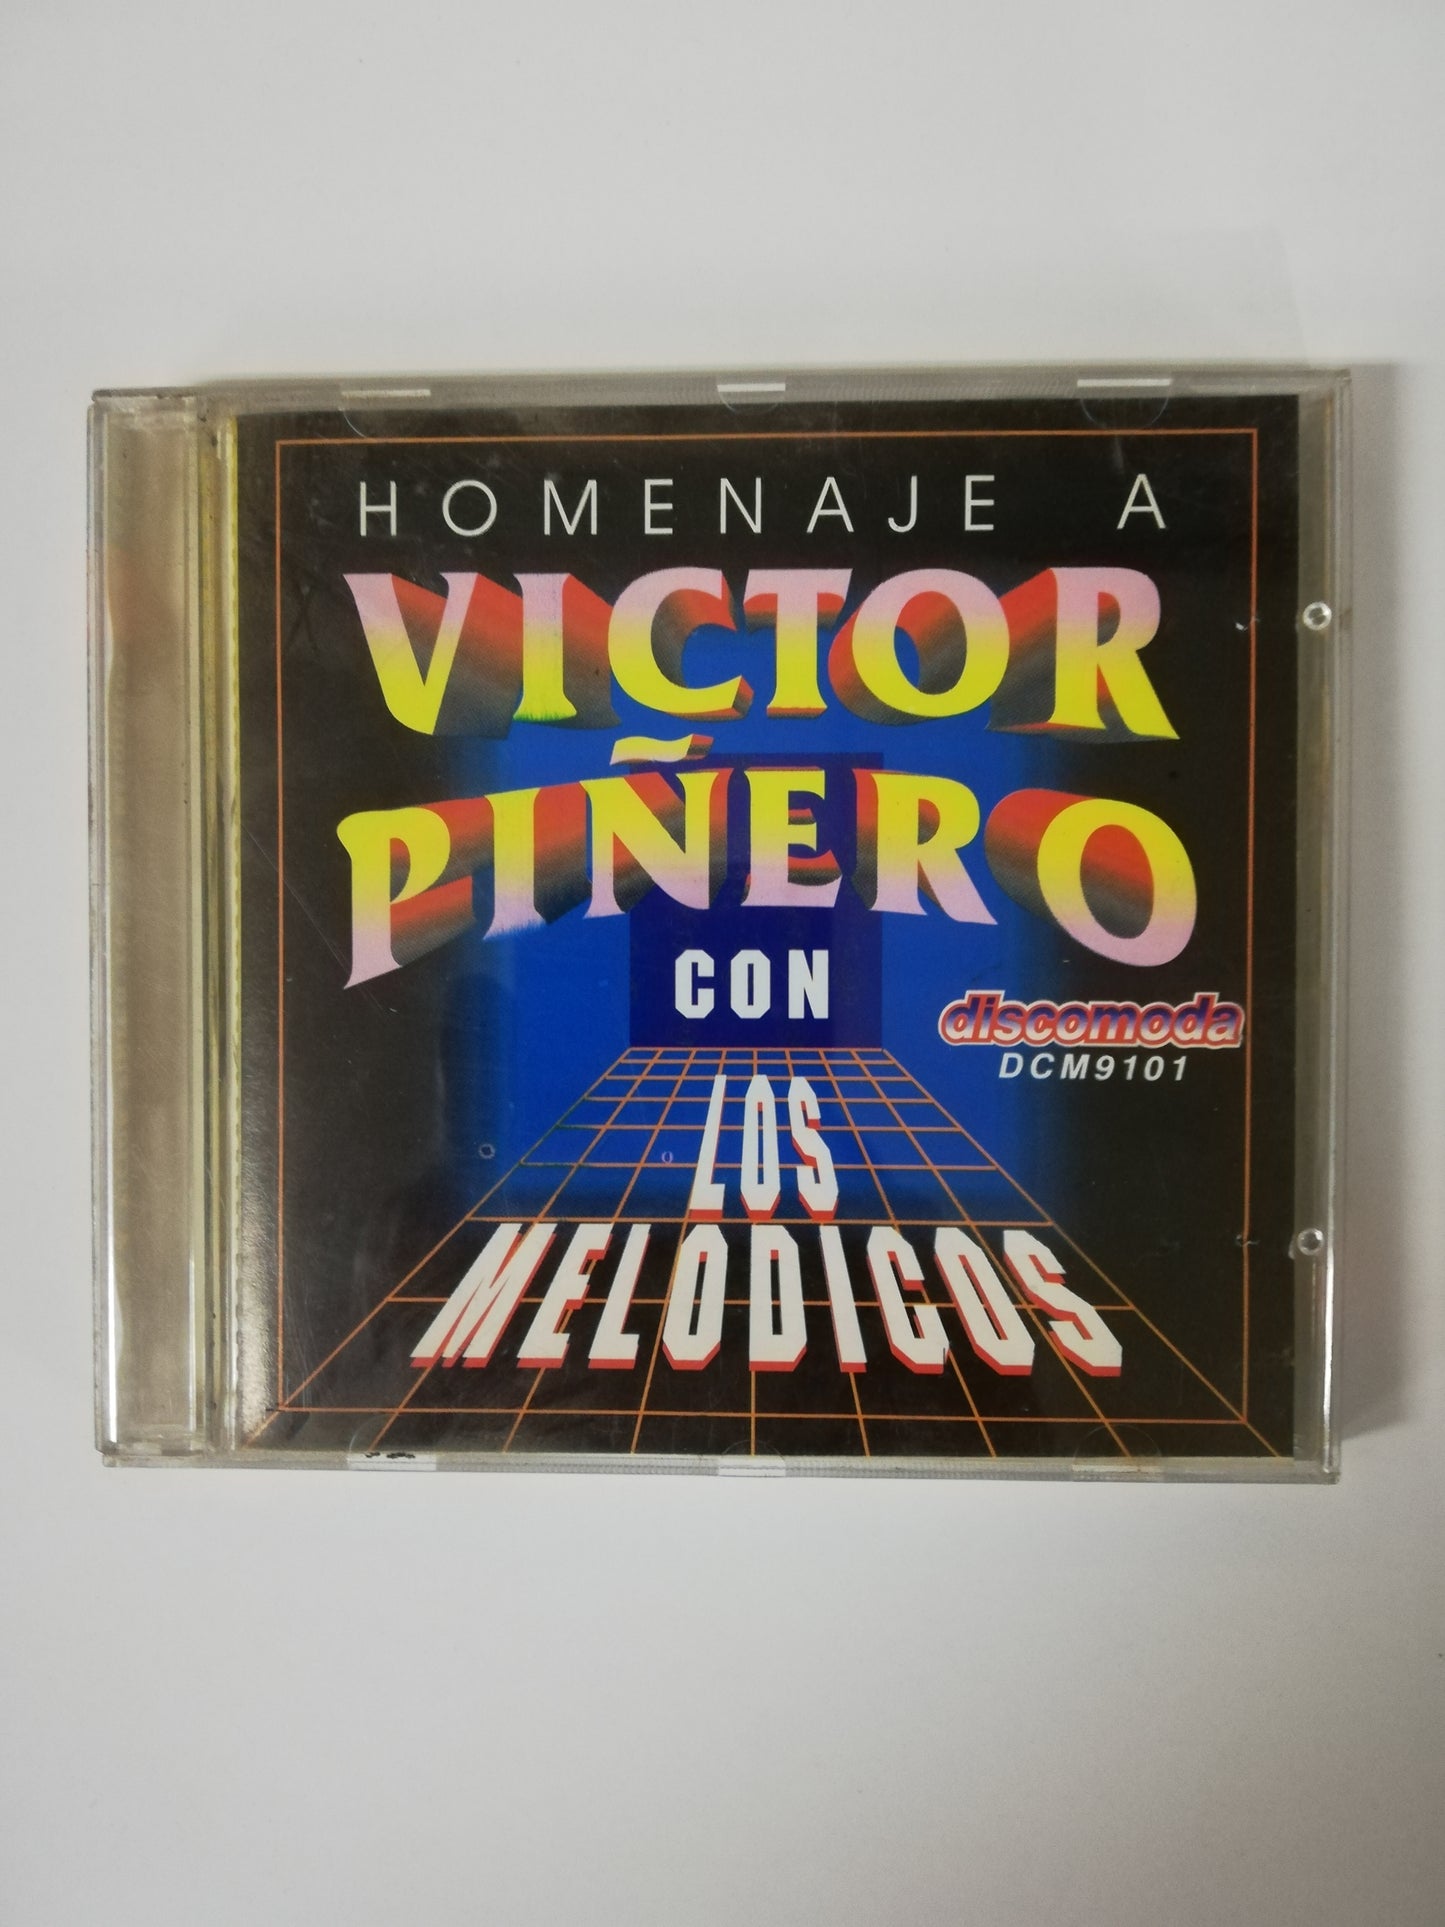 HOMENAJE A
VICTOR
PIÑERO
CON
discomoda
DCM9101
LOS
MELODICOS